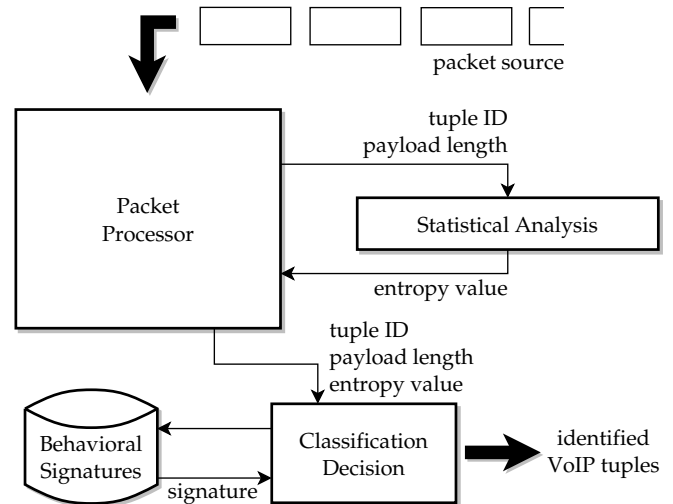 packet source
tuple ID
payload length
Packet
Processor
Statistical Analysis
entropy value
tuple ID
payload length
entropy value
Behavioral
Signatures
signature
Classification
Decision
identified
VoIP tuples